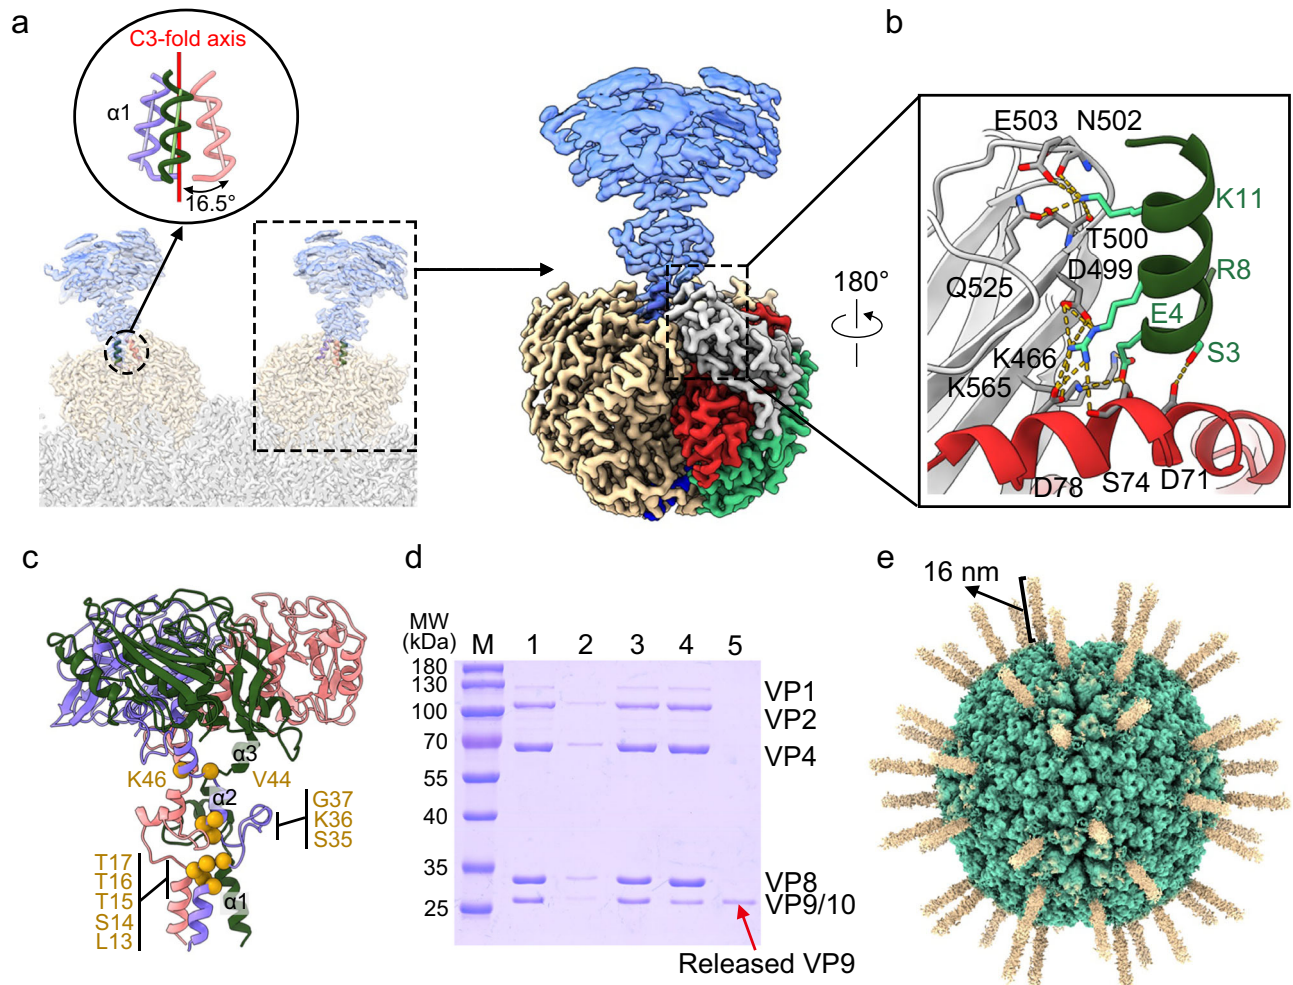 a
C3-fold axis
α1
16.5°
180°
b
E503 N502
K11
T500
D499
R8
Q525
E4
S3
K466
K565
D78 S74 D71
c
α3
K46 V44
α2
G37
K36
S35
T17
T16
T15
S14
L13
α1
d
MW
(kDa)
M 1 2 3 4 5
180
130
100
70
55
40
35
25
VP1
VP2
VP4
VP8
VP9/10
Released VP9
e
16 nm